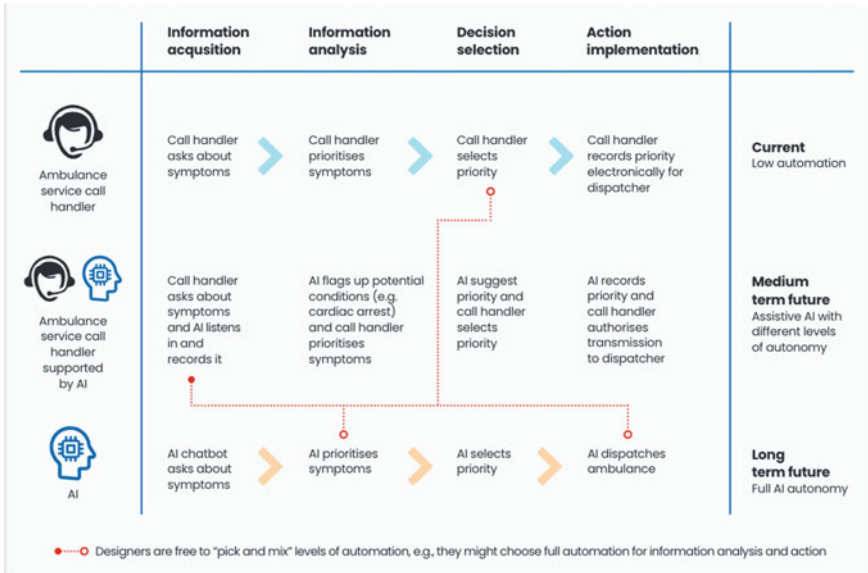 Information acqusition
Information analysis
Decision selection
Action implementation
Ambulance service call handler
Call handler asks about symptoms
Call handler prioritises symptoms
Call handler selects priority
Call handler records priority electronically for dispatcher
Current
Low automation
Ambulance service call handler supported by AI
Call handler asks about symptoms and AI listens in and records it
AI flags up potential conditions (e.g. cardiac arrest) and call handler prioritises symptoms
AI suggest priority and call handler selects priority
AI records priority and call handler authorises transmission to dispatcher
Medium term future
Assistive AI with different levels of autonomy
AI
AI chatbot asks about symptoms
AI prioritises symptoms
AI selects priority
AI dispatches ambulance
Long term future
Full AI autonomy
Designers are free to “pick and mix” levels of automation, e.g., they might choose full automation for information analysis and action